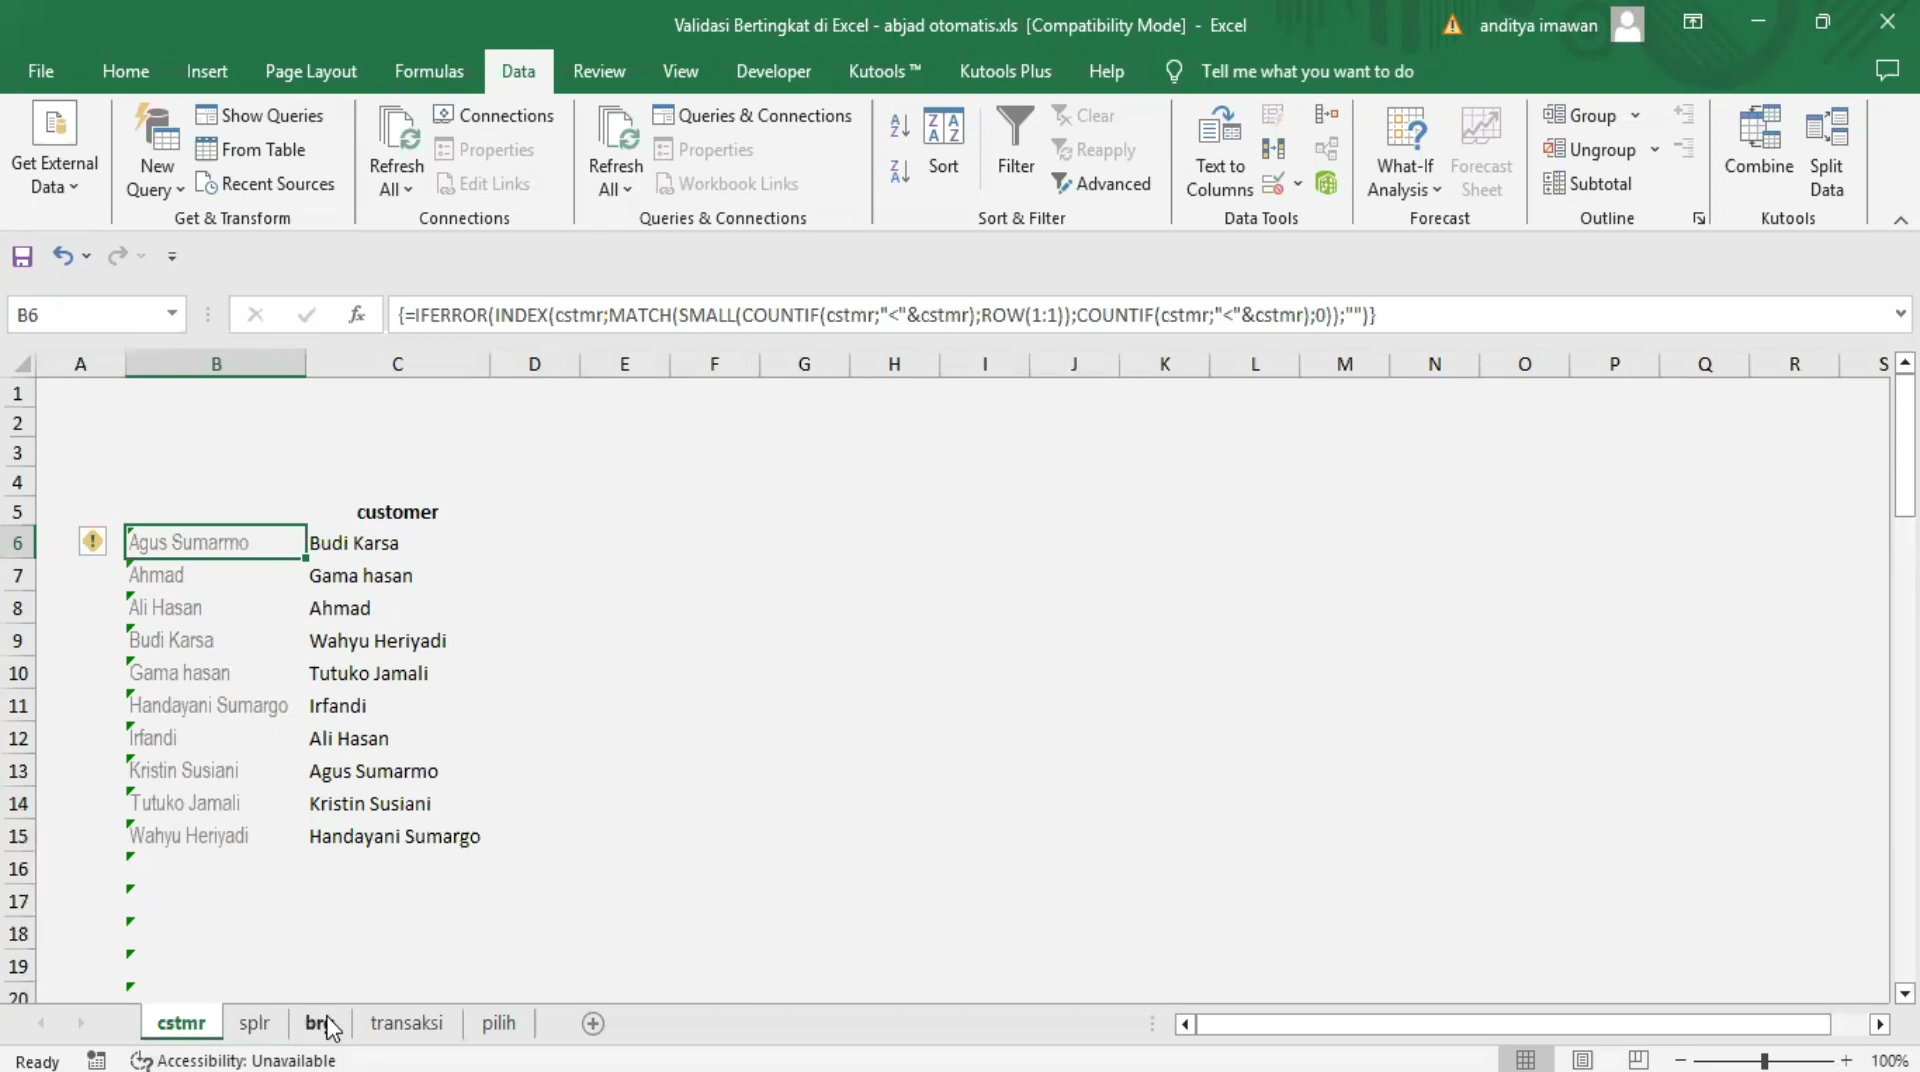 Validasi Bertingkat di Excel - abjad otomatis.xls [Compatibility Mode] - Excel
anditya imawan
File Home Insert Page Layout Formulas Data Review View Developer Kutools ™ Kutools Plus Help Tell me what you want to do
Get External Data
New Query
Show Queries
From Table
Recent Sources
Get & Transform
Refresh All
Connections
Properties
Edit Links
Connections
Refresh All
Queries & Connections
Properties
Workbook Links
Queries & Connections
Sort
Filter
Clear
Reapply
Advanced
Sort & Filter
Text to Columns
Data Tools
What-If Analysis
Forecast Sheet
Forecast
Group
Ungroup
Subtotal
Outline
Combine
Split Data
Kutools
B6
fx
{=IFERROR(INDEX(cstmr;MATCH(SMALL(COUNTIF(cstmr;"<"&cstmr);ROW(1:1));COUNTIF(cstmr;"<"&cstmr);0));"")}
A B C D E F G H I J K L M N O P Q R S
1
2
3
4
5 customer
6 Agus Sumarmo Budi Karsa
7 Ahmad Gama hasan
8 Ali Hasan Ahmad
9 Budi Karsa Wahyu Heriyadi
10 Gama hasan Tutuko Jamali
11 Handayani Sumargo Irfandi
12 Irfandi Ali Hasan
13 Kristin Susiani Agus Sumarmo
14 Tutuko Jamali Kristin Susiani
15 Wahyu Heriyadi Handayani Sumargo
16
17
18
19
20
cstmr splr transaksi pilih
Ready Accessibility: Unavailable 100%